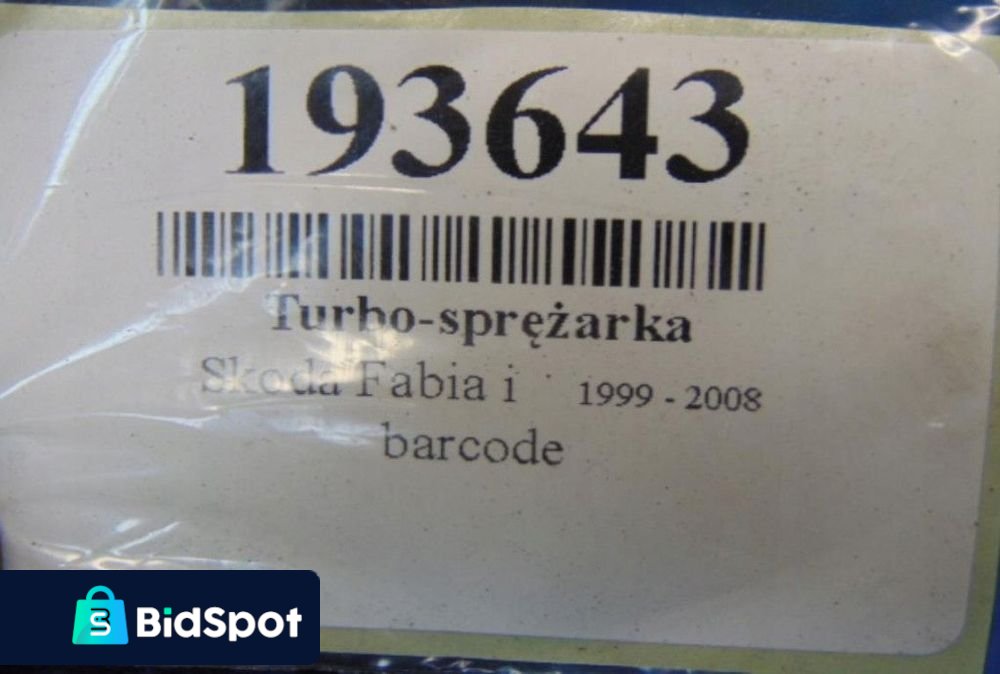 193643
Turbo-sprężarka
Skoda Fabia i 1999 - 2008
barcode
BidSpot